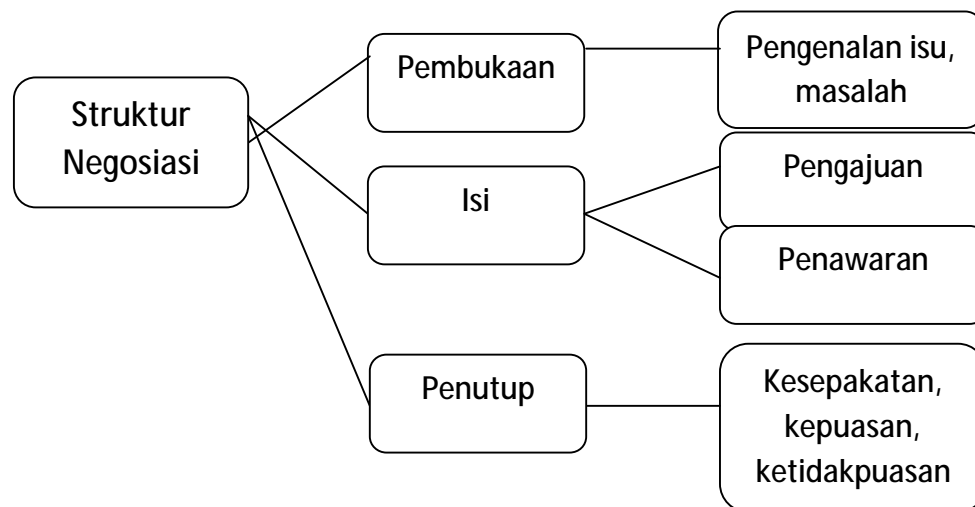 Struktur
Negosiasi
Pembukaan
Pengenalan isu,
masalah
Isi
Pengajuan
Penawaran
Penutup
Kesepakatan,
kepuasan,
ketidakpuasan